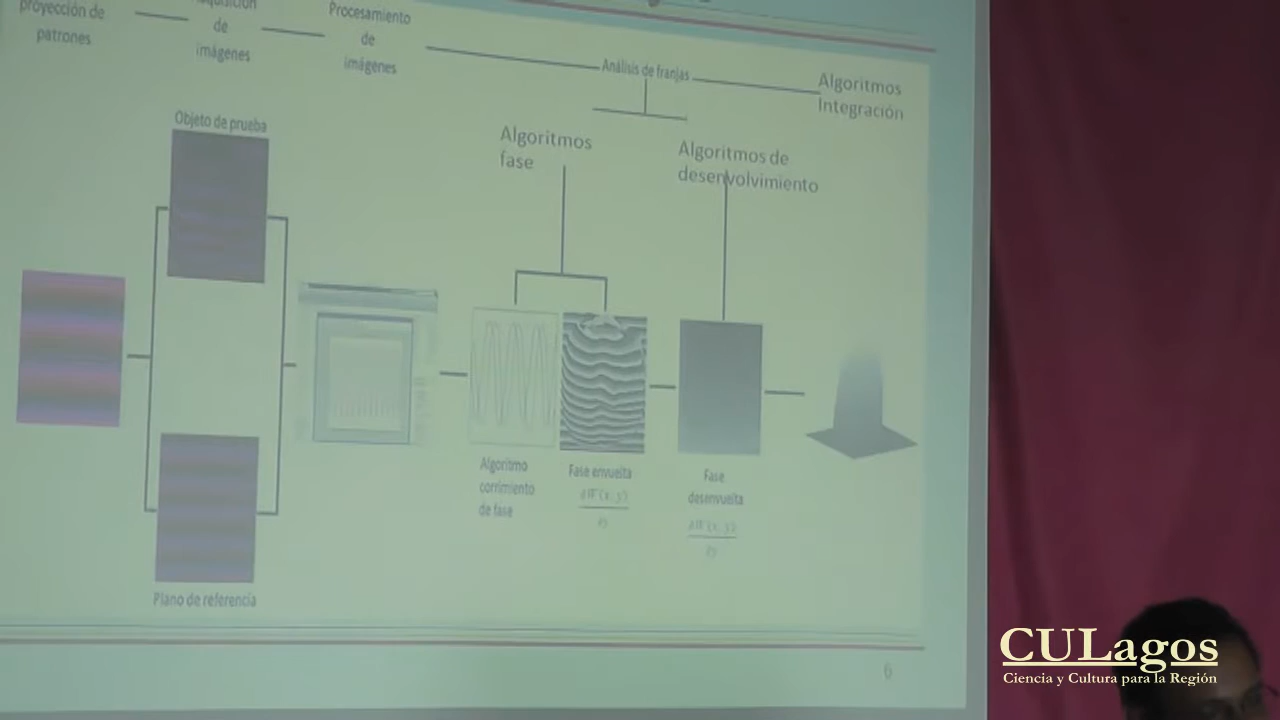 proyección de
patrones
de
imágenes
Procesamiento
de
imágenes
Análisis de franjas
Algoritmos
Integración
Algoritmos
fase
Algoritmos de
desenvolvimiento
Objeto de prueba
Plano de referencia
Algoritmo
corrimiento
de fase
Fase envuelta
Fase
desenvuelta
6
CULagos
Ciencia y Cultura para la Región